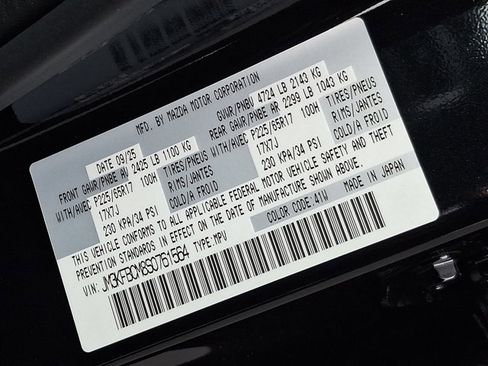 MFG. BY MAZDA MOTOR CORPORATION
DATE 09/25 GVWR/PNBV 4724 LB 2143 KG
FRONT GAWR/PNBE AV 2425 LB 1100 KG REAR GAWR/PNBE AR 2299 LB 1043 KG
WITH/AVEC P225/65R17 100H TIRES/PNEUS WITH/AVEC P225/65R17 100H TIRES/PNEUS
17X7J RIMS/JANTES 17X7J RIMS/JANTES
230 KPA/34 PSI COLD/A FROID 230 KPA/34 PSI COLD/A FROID
THIS VEHICLE CONFORMS TO ALL APPLICABLE FEDERAL MOTOR VEHICLE SAFETY AND THEFT
PREVENTION STANDARDS IN EFFECT ON THE DATE OF MANUFACTURE SHOWN ABOVE.
VIN: JM3KFBCM8S0761584 TYPE: MPV COLOR CODE: 41W MADE IN JAPAN